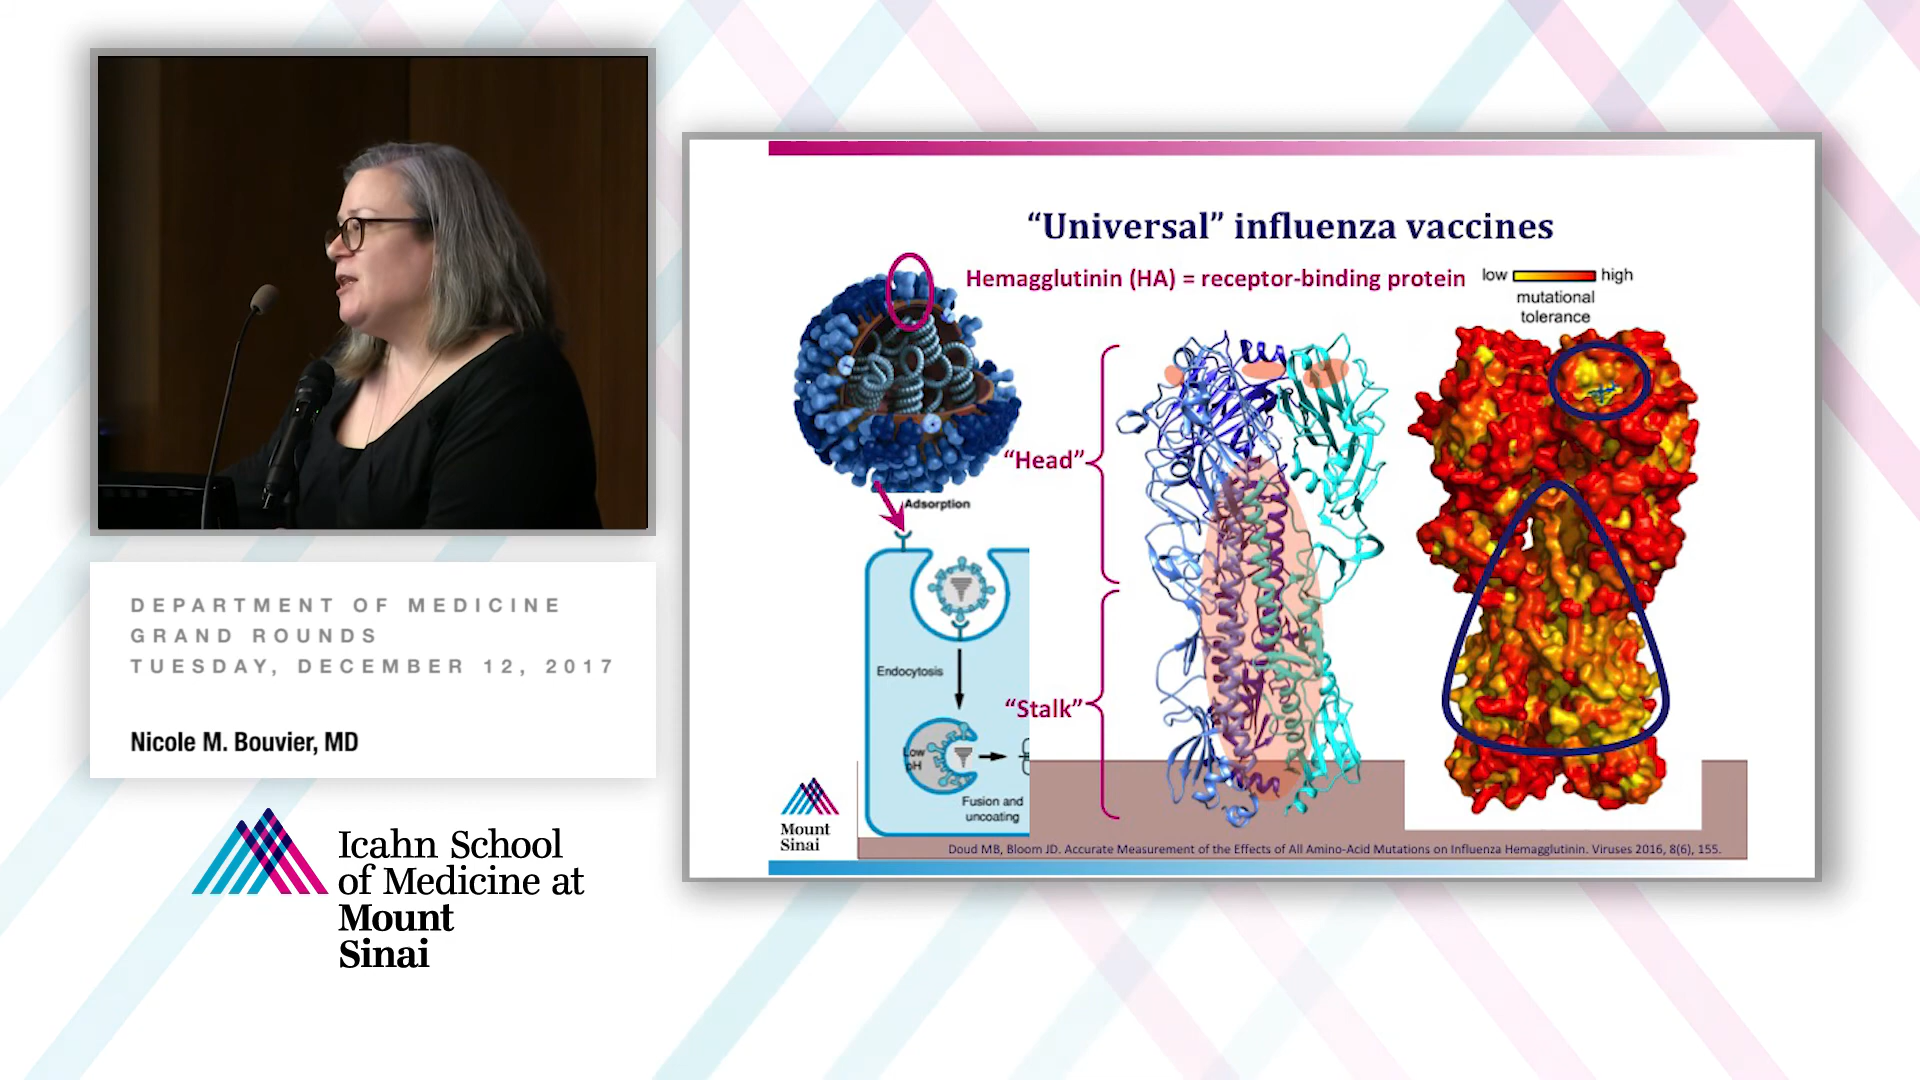 DEPARTMENT OF MEDICINE
GRAND ROUNDS
TUESDAY, DECEMBER 12, 2017
Nicole M. Bouvier, MD
Icahn School
of Medicine at
Mount
Sinai
“Universal” influenza vaccines
Hemagglutinin (HA) = receptor-binding protein
low high
mutational
tolerance
“Head”
Adsorption
Endocytosis
“Stalk”
Low
pH
Fusion and
uncoating
Mount
Sinai
Doud MB, Bloom JD. Accurate Measurement of the Effects of All Amino-Acid Mutations on Influenza Hemagglutinin. Viruses 2016, 8(6), 155.